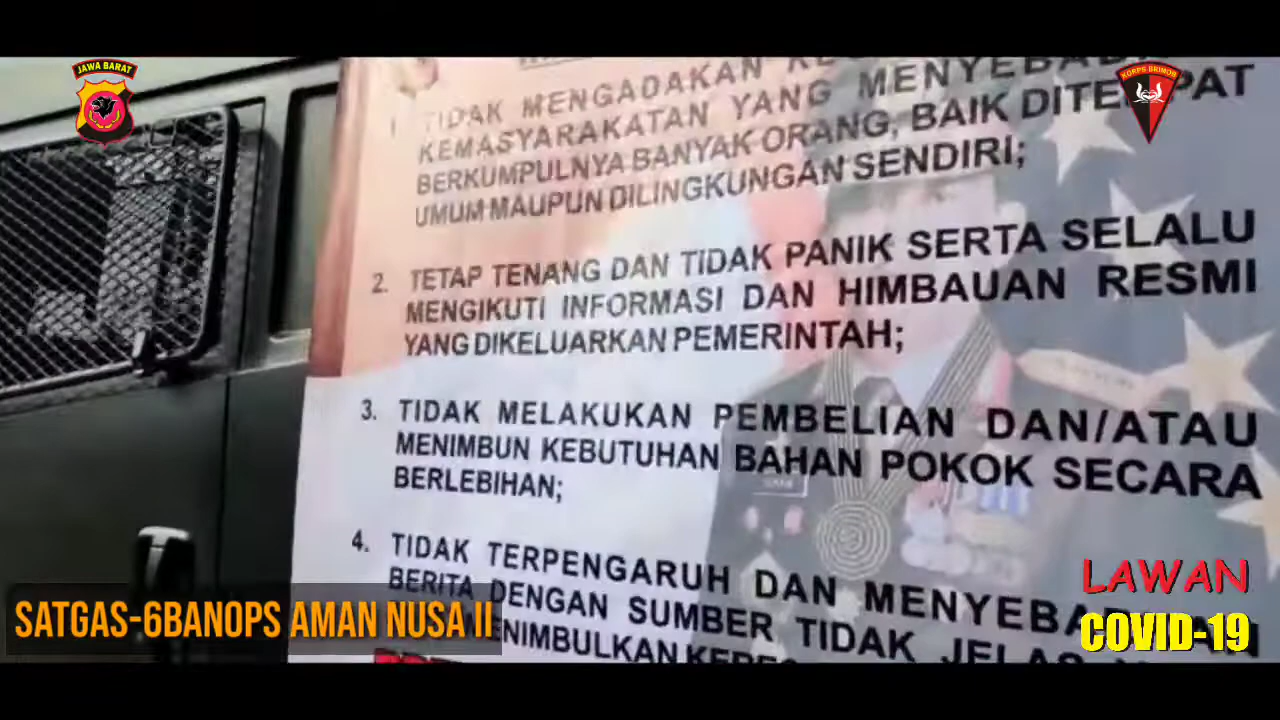 JAWA BARAT
KORPS BRIMOB
1. TIDAK MENGADAKAN
KEMASYARAKATAN YANG
BERKUMPULNYA BANYAK ORANG, BAIK
UMUM MAUPUN DILINGKUNGAN SENDIRI;
2. TETAP TENANG DAN TIDAK PANIK SERTA SELALU
MENGIKUTI INFORMASI DAN HIMBAUAN RESMI
YANG DIKELUARKAN PEMERINTAH;
3. TIDAK MELAKUKAN PEMBELIAN DAN/ATAU
MENIMBUN KEBUTUHAN BAHAN POKOK SECARA
BERLEBIHAN;
4. TIDAK TERPENGARUH DAN
BERITA DENGAN SUMBER TIDAK JELAS
SATGAS-6BANOPS AMAN NUSA II
LAWAN
COVID-19